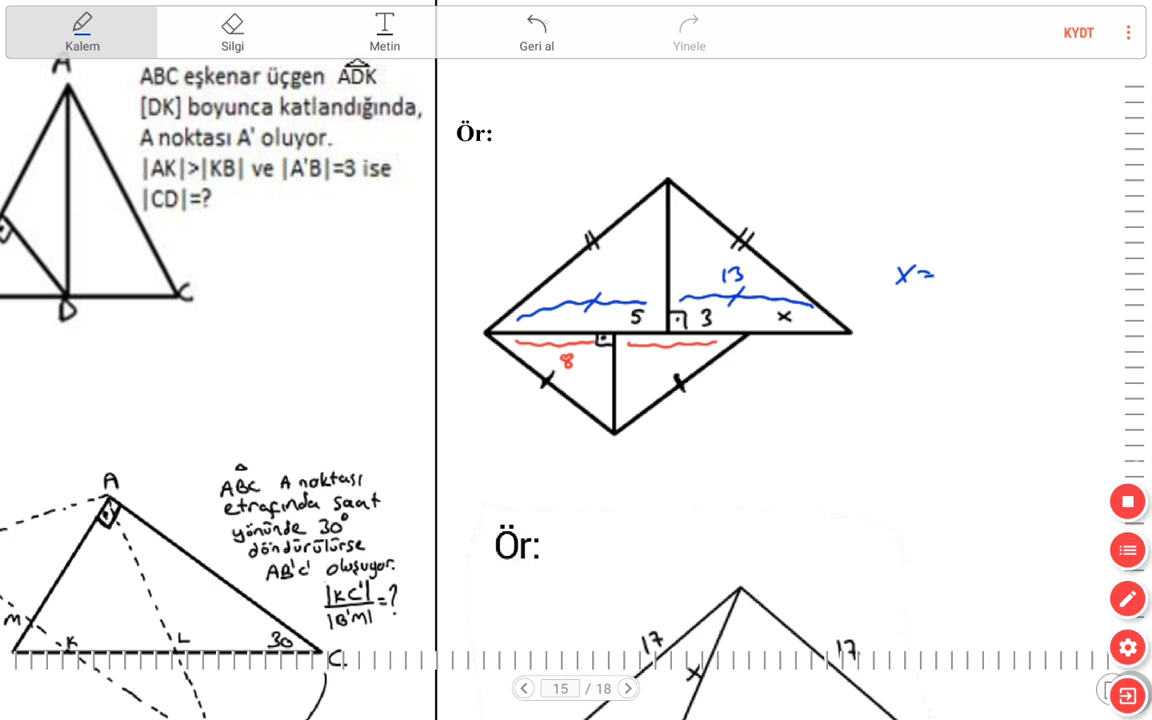 Kalem
Silgi
Metin
Geri al
Yinele
KYDT
A
ABC eşkenar üçgen ADK
[DK] boyunca katlandığında,
A noktası A' oluyor.
|AK|>|KB| ve |A'B|=3 ise
|CD|=?
C
D
Ör:
13
5
3
x
8
x=
A
ABC A noktası
etrafında saat
yönünde 30°
döndürülürse
AB'C' oluşuyor.
|KC'|
|B'M|
=?
M
K
L
30
C
Ör:
17
x
17
15 / 18